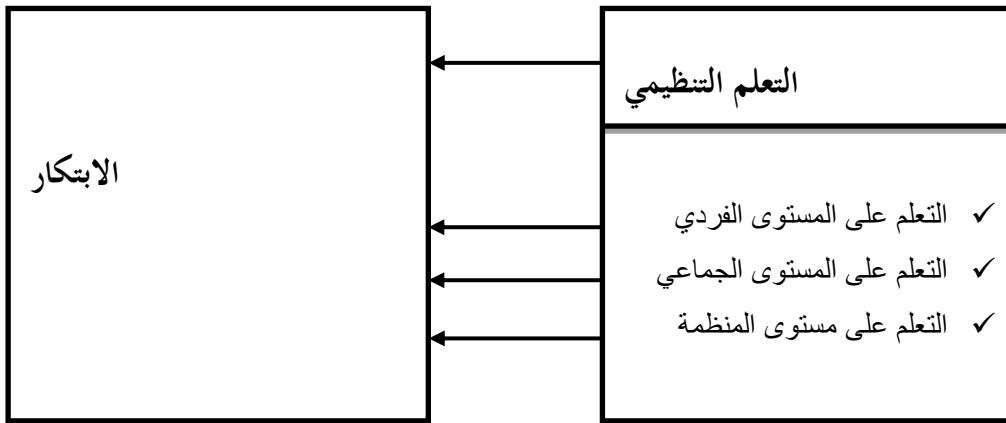 التعلم التنظيمي
✓ التعلم على المستوى الفردي
✓ التعلم على المستوى الجماعي
✓ التعلم على مستوى المنظمة
الابتكار